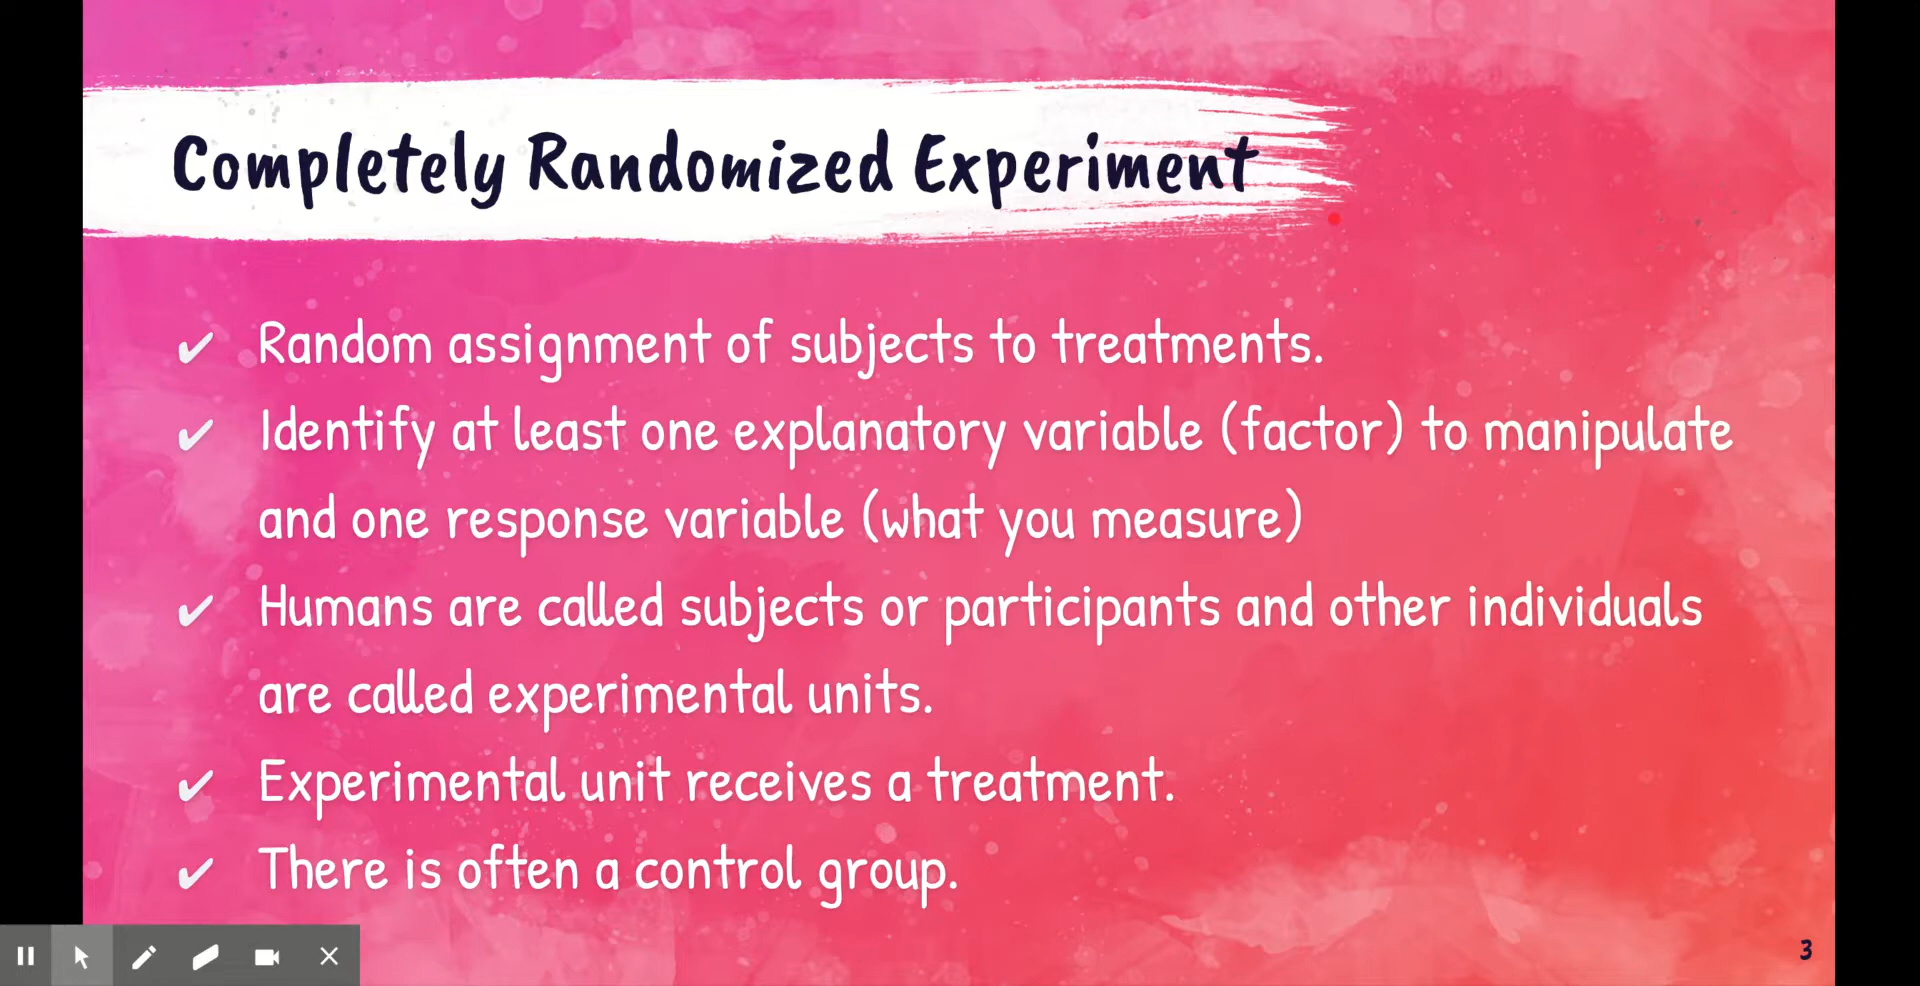 Completely Randomized Experiment
✔ Random assignment of subjects to treatments.
✔ Identify at least one explanatory variable (factor) to manipulate
and one response variable (what you measure)
✔ Humans are called subjects or participants and other individuals
are called experimental units.
✔ Experimental unit receives a treatment.
✔ There is often a control group.
3